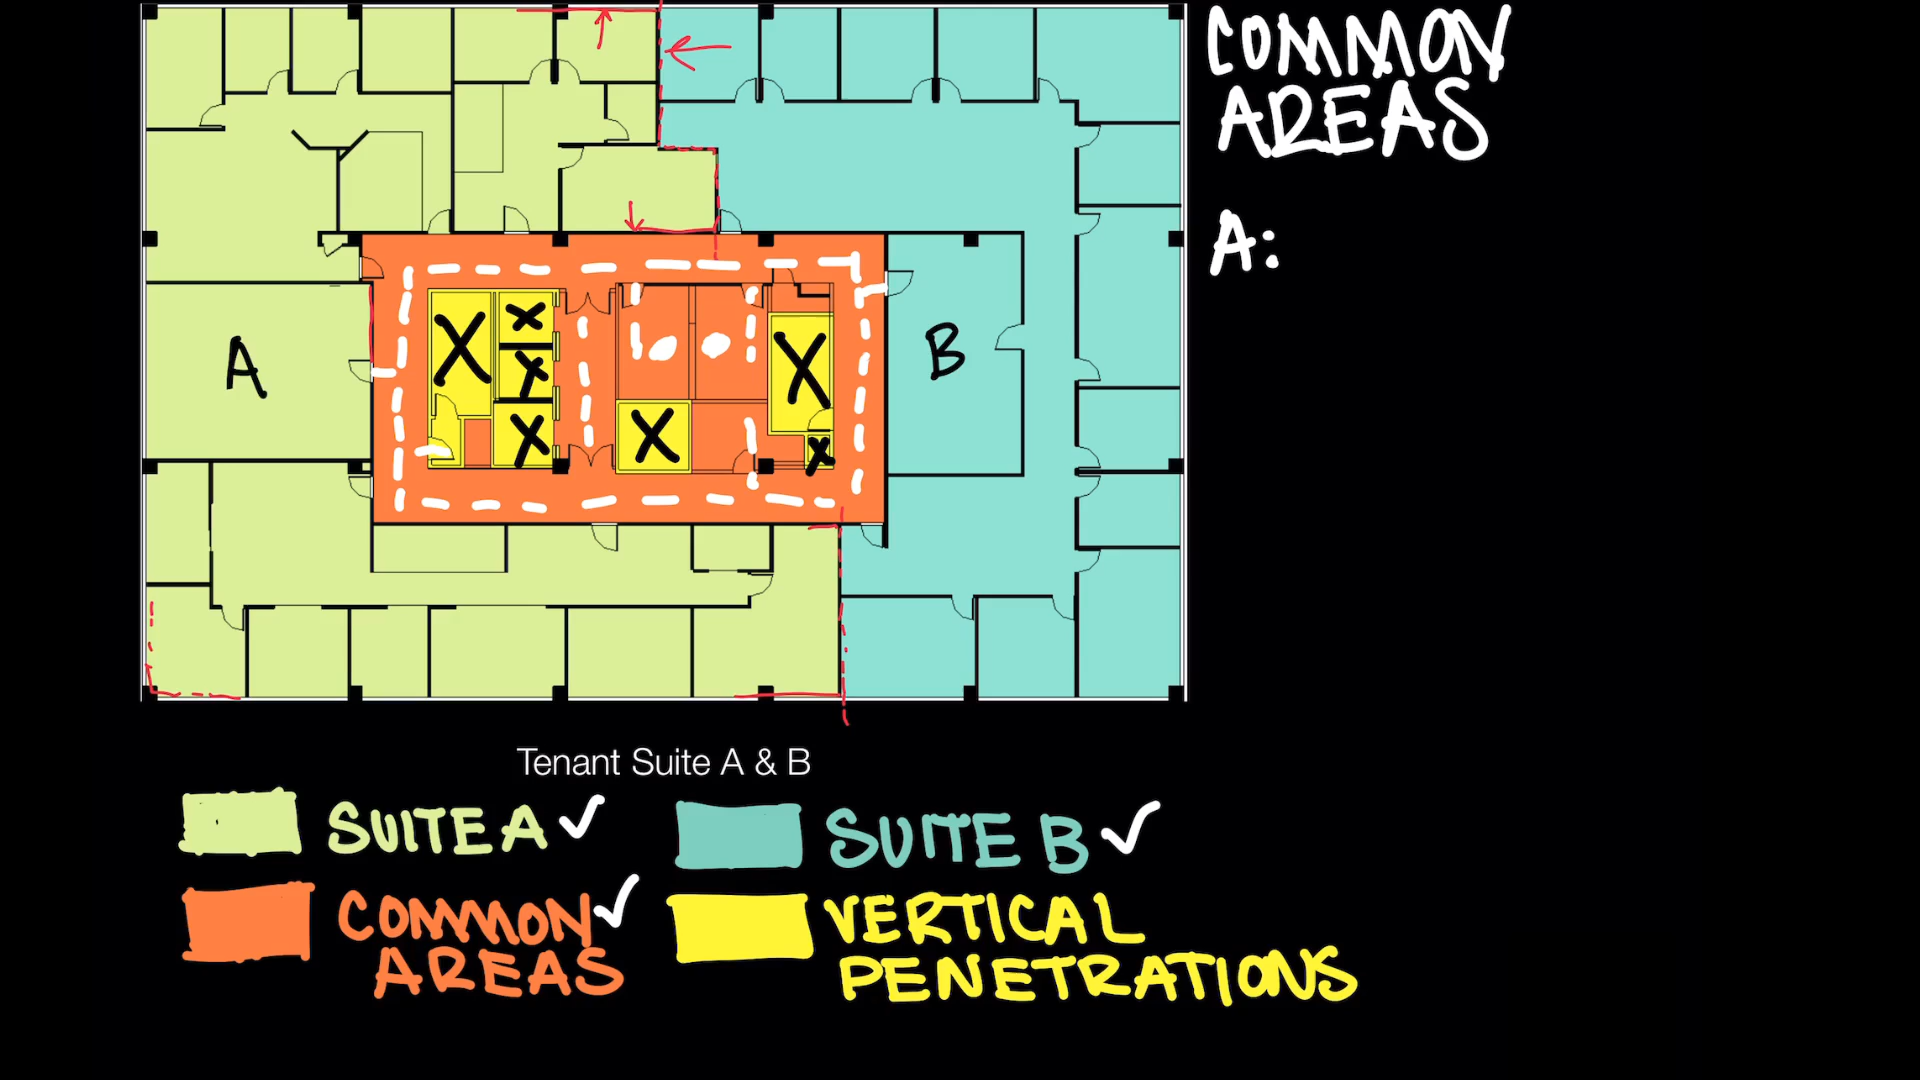 COMMON
AREAS
A:
A
B
X
X
X
X
X
X
X
Tenant Suite A & B
SUITE A ✓
SUITE B ✓
COMMON ✓
AREAS
VERTICAL
PENETRATIONS